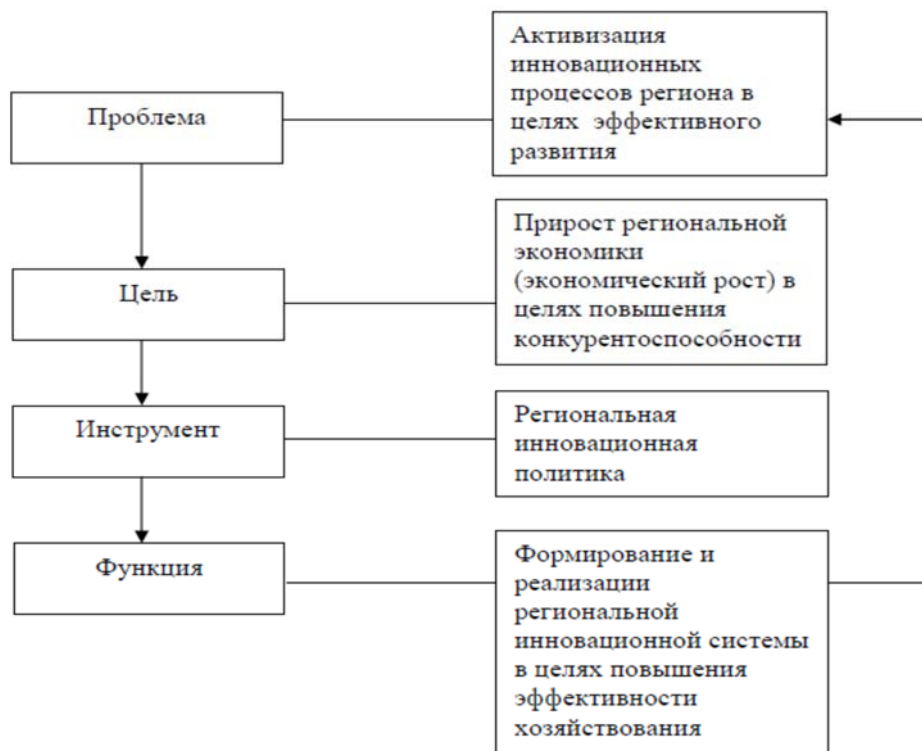 Проблема
Активизация
инновационных
процессов региона в
целях эффективного
развития
Цель
Прирост региональной
экономики
(экономический рост) в
целях повышения
конкурентоспособности
Инструмент
Региональная
инновационная
политика
Функция
Формирование и
реализации
региональной
инновационной системы
в целях повышения
эффективности
хозяйствования